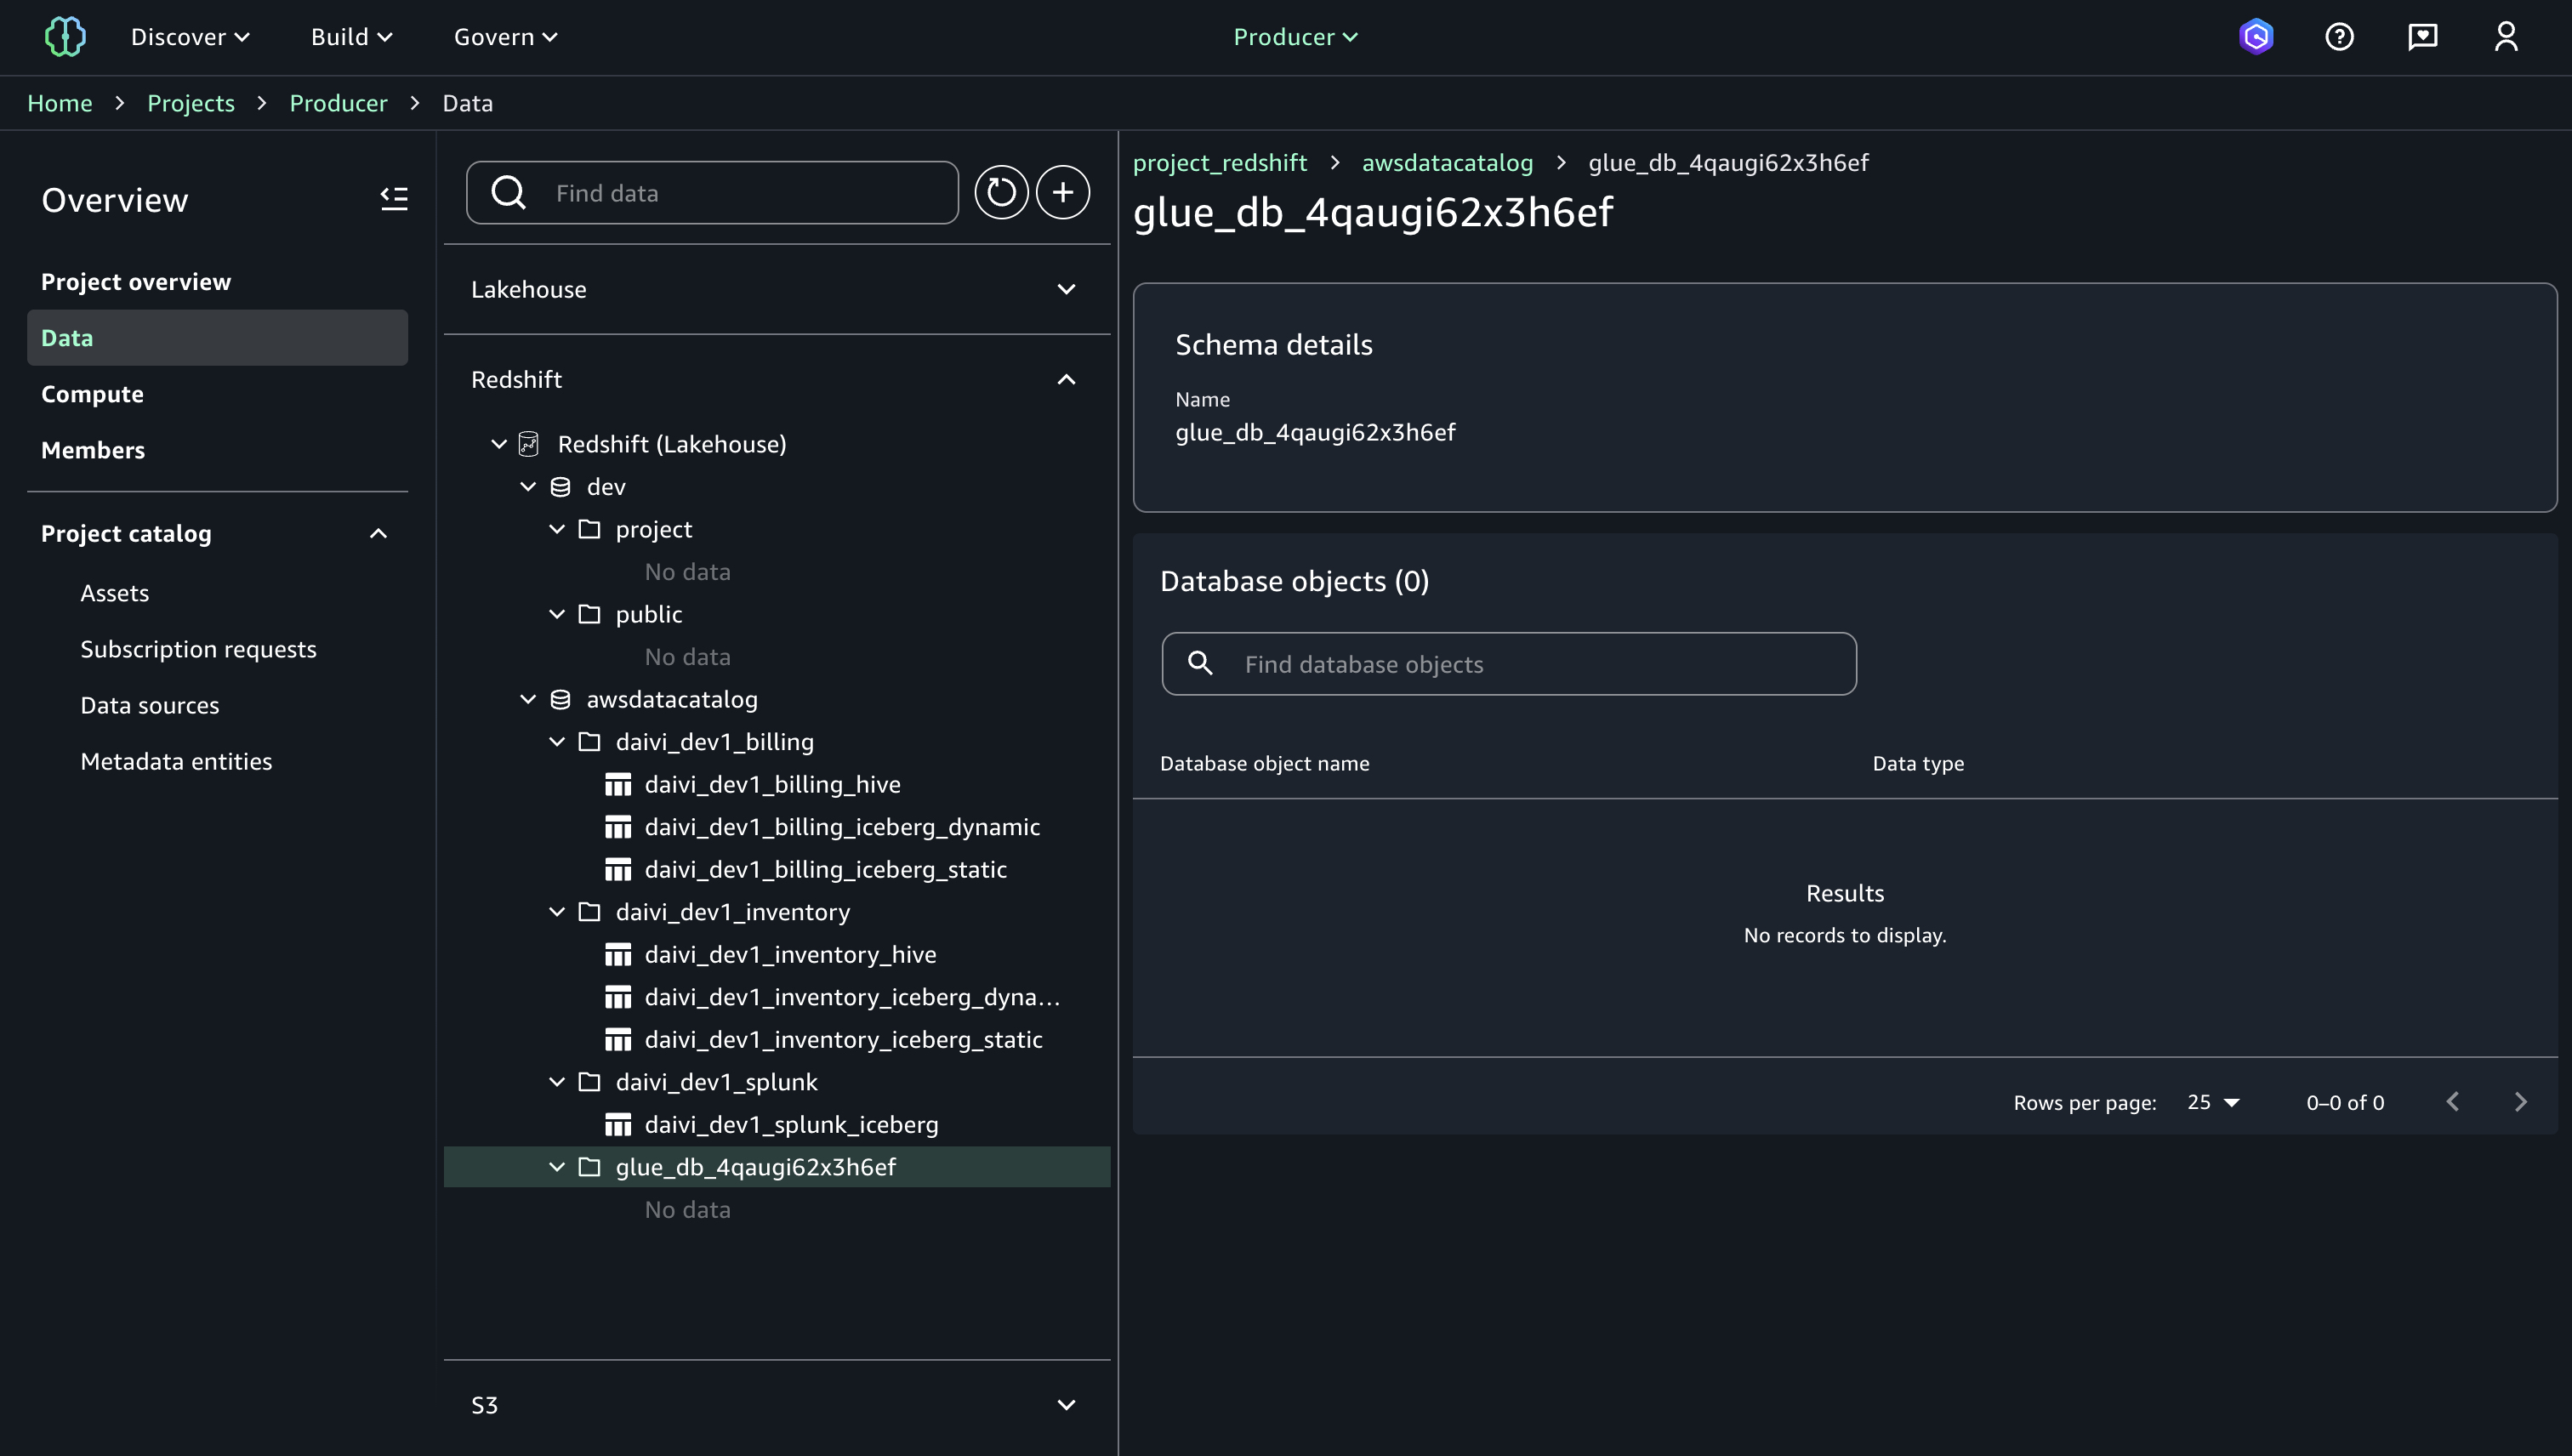 Discover
Build
Govern
Producer
Home > Projects > Producer > Data
Overview
Project overview
Data
Compute
Members
Project catalog
Assets
Subscription requests
Data sources
Metadata entities
Find data
Lakehouse
Redshift
Redshift (Lakehouse)
dev
project
No data
public
No data
awsdatacatalog
daivi_dev1_billing
daivi_dev1_billing_hive
daivi_dev1_billing_iceberg_dynamic
daivi_dev1_billing_iceberg_static
daivi_dev1_inventory
daivi_dev1_inventory_hive
daivi_dev1_inventory_iceberg_dyna...
daivi_dev1_inventory_iceberg_static
daivi_dev1_splunk
daivi_dev1_splunk_iceberg
glue_db_4qaugi62x3h6ef
No data
S3
project_redshift > awsdatacatalog > glue_db_4qaugi62x3h6ef
glue_db_4qaugi62x3h6ef
Schema details
Name
glue_db_4qaugi62x3h6ef
Database objects (0)
Find database objects
Database object name Data type
Results
No records to display.
Rows per page: 25 0–0 of 0